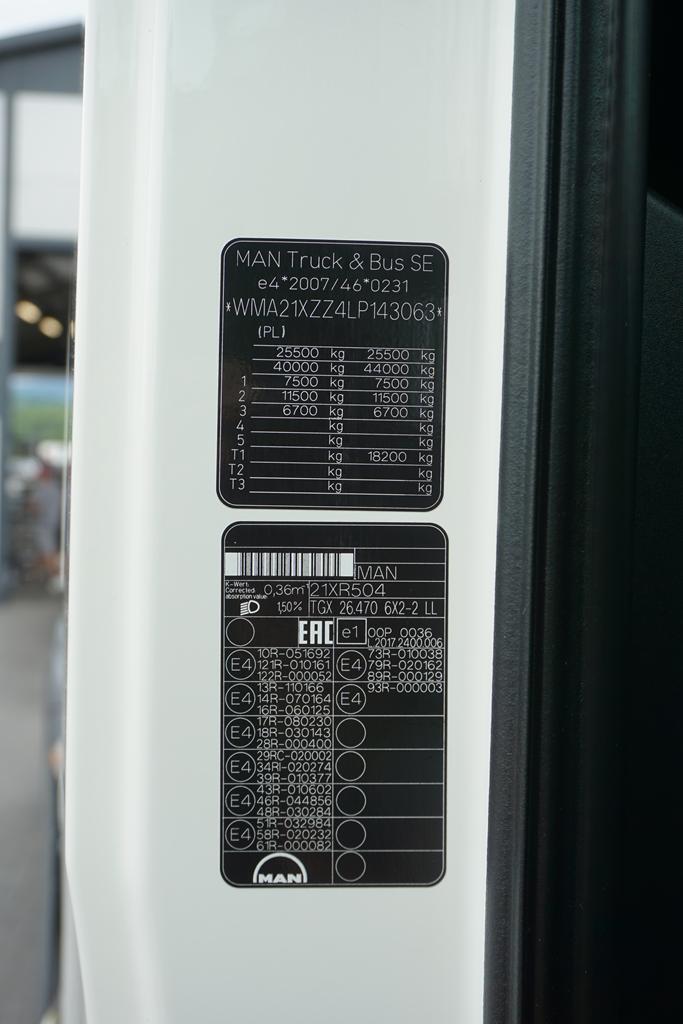 MAN Truck & Bus SE
e4*2007/46*0231
*WMA21XZZ4LP143063*
(PL)
25500 kg 25500 kg
40000 kg 44000 kg
1 7500 kg 7500 kg
2 11500 kg 11500 kg
3 6700 kg 6700 kg
4 kg kg
5 kg kg
T1 kg 18200 kg
T2 kg kg
T3 kg kg
MAN
K-Wert: Corrected absorption value 0,36m⁻¹ 21XR504
1,50% TGX 26.470 6X2-2 LL
EAC e1 00P 0036
L 2017 2400 006
E4 10R-051692
121R-010161
122R-000052
E4 73R-010038
79R-020162
89R-000129
E4 13R-110166
14R-070164
16R-060125
E4 93R-000003
E4 17R-080230
18R-030143
28R-000400
E4 29RC-020002
34RI-020274
39R-010377
E4 43R-010602
46R-044856
48R-030284
E4 51R-032984
58R-020232
61R-000082
MAN